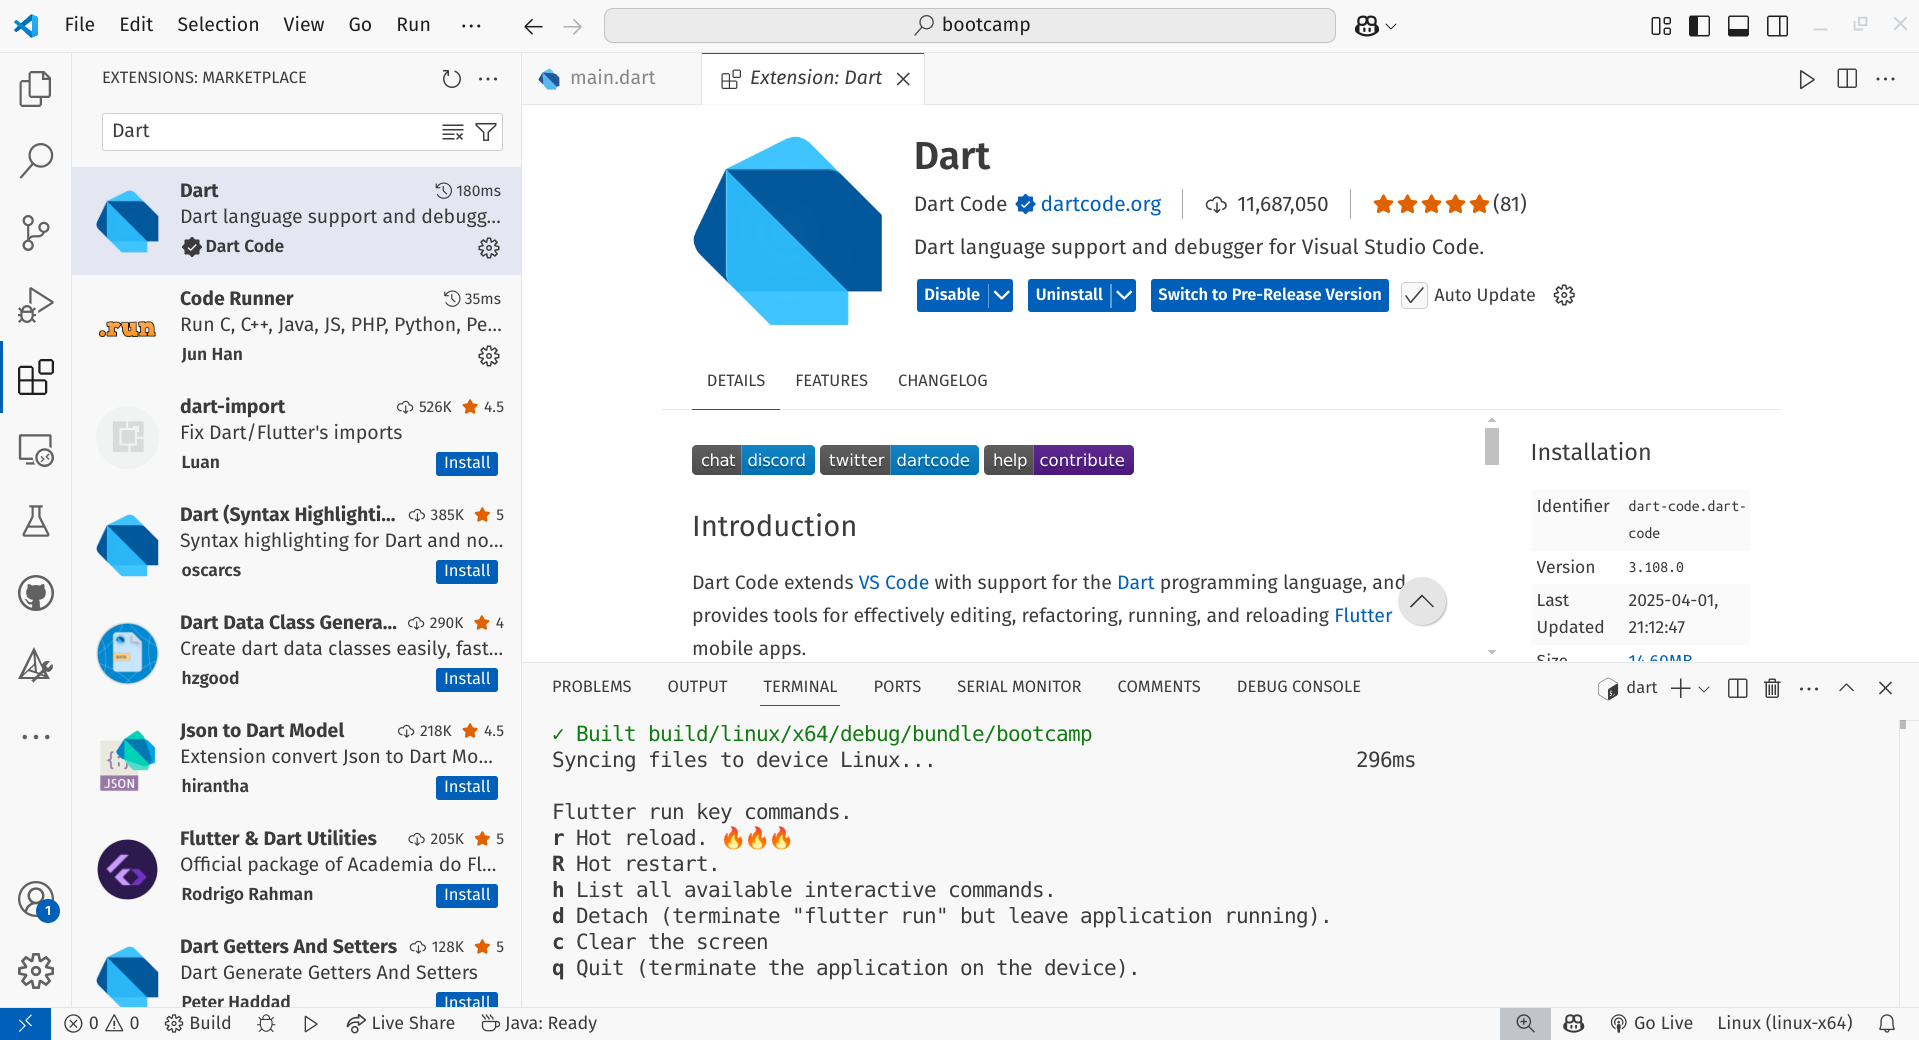 File Edit Selection View Go Run ···
bootcamp
EXTENSIONS: MARKETPLACE
Dart
Dart 180ms
Dart language support and debugg...
Dart Code
Code Runner 35ms
.run
Run C, C++, Java, JS, PHP, Python, Pe...
Jun Han
dart-import 526K 4.5
Fix Dart/Flutter's imports
Luan Install
Dart (Syntax Highlighti... 385K 5
Syntax highlighting for Dart and no...
oscarcs Install
Dart Data Class Genera... 290K 4
Create dart data classes easily, fast...
hzgood Install
Json to Dart Model 218K 4.5
Extension convert Json to Dart Mo...
JSON
hirantha Install
Flutter & Dart Utilities 205K 5
Official package of Academia do Fl...
Rodrigo Rahman Install
Dart Getters And Setters 128K 5
Dart Generate Getters And Setters
Peter Haddad Install
1
main.dart Extension: Dart
Dart
Dart Code dartcode.org 11,687,050 (81)
Dart language support and debugger for Visual Studio Code.
Disable Uninstall Switch to Pre-Release Version Auto Update
DETAILS FEATURES CHANGELOG
chat discord twitter dartcode help contribute
Introduction
Dart Code extends VS Code with support for the Dart programming language, and
provides tools for effectively editing, refactoring, running, and reloading Flutter
mobile apps.
Installation
Identifier dart-code.dart-
code
Version 3.108.0
Last 2025-04-01,
Updated 21:12:47
Size 14.60MB
PROBLEMS OUTPUT TERMINAL PORTS SERIAL MONITOR COMMENTS DEBUG CONSOLE dart
✓ Built build/linux/x64/debug/bundle/bootcamp
Syncing files to device Linux... 296ms
Flutter run key commands.
r Hot reload. 🔥🔥🔥
R Hot restart.
h List all available interactive commands.
d Detach (terminate "flutter run" but leave application running).
c Clear the screen
q Quit (terminate the application on the device).
0 0 Build Live Share Java: Ready Go Live Linux (linux-x64)